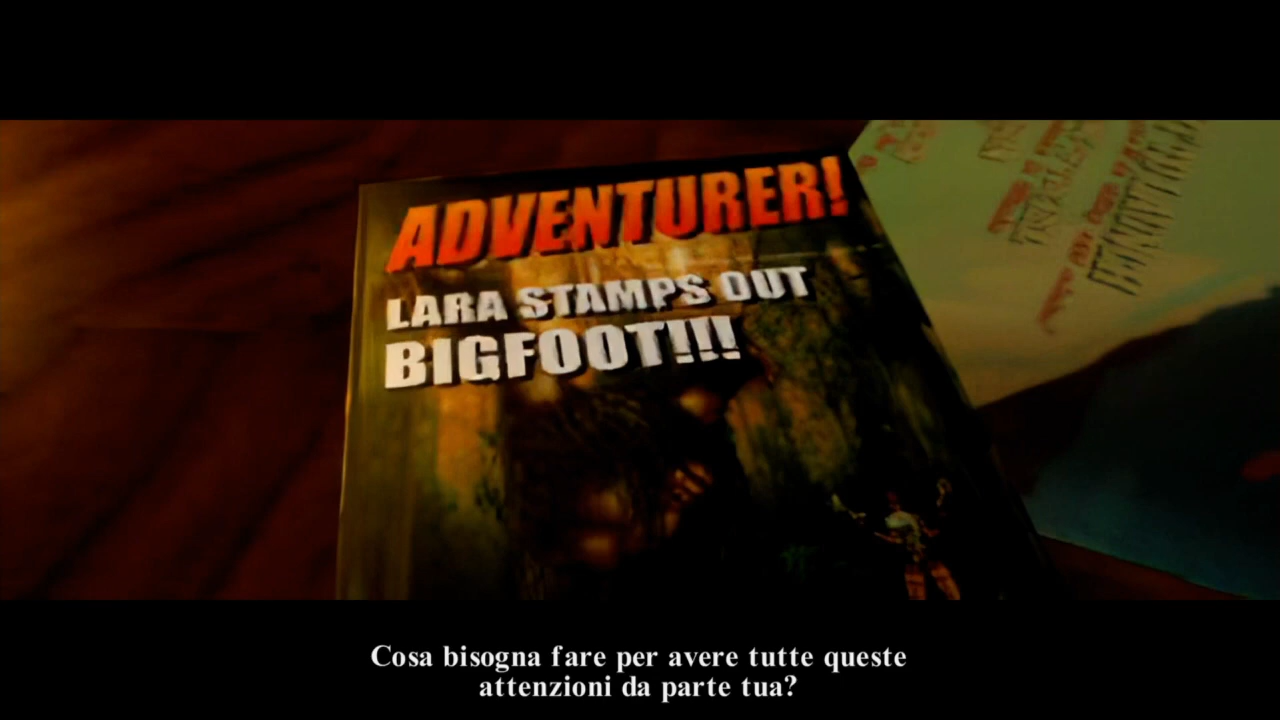 ADVENTURER!
LARA STAMPS OUT
BIGFOOT!!!
Cosa bisogna fare per avere tutte queste
attenzioni da parte tua?